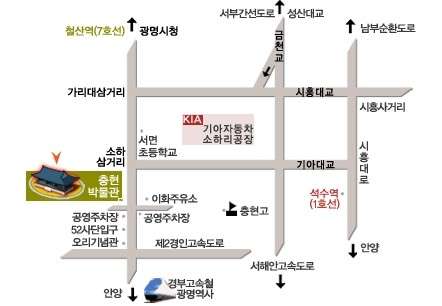 철산역(7호선)
광명시청
서부간선도로
성산대교
남부순환도로
금천교
가리대삼거리
시흥대교
시흥사거리
KIA
기아자동차
소하리공장
서면
초등학교
소하
삼거리
기아대교
시흥대로
충현
박물관
이화주유소
충현고
석수역
(1호선)
공영주차장
공영주차장
52사단입구
오리기념관
제2경인고속도로
안양
서해안고속도로
안양
경부고속철
광명역사